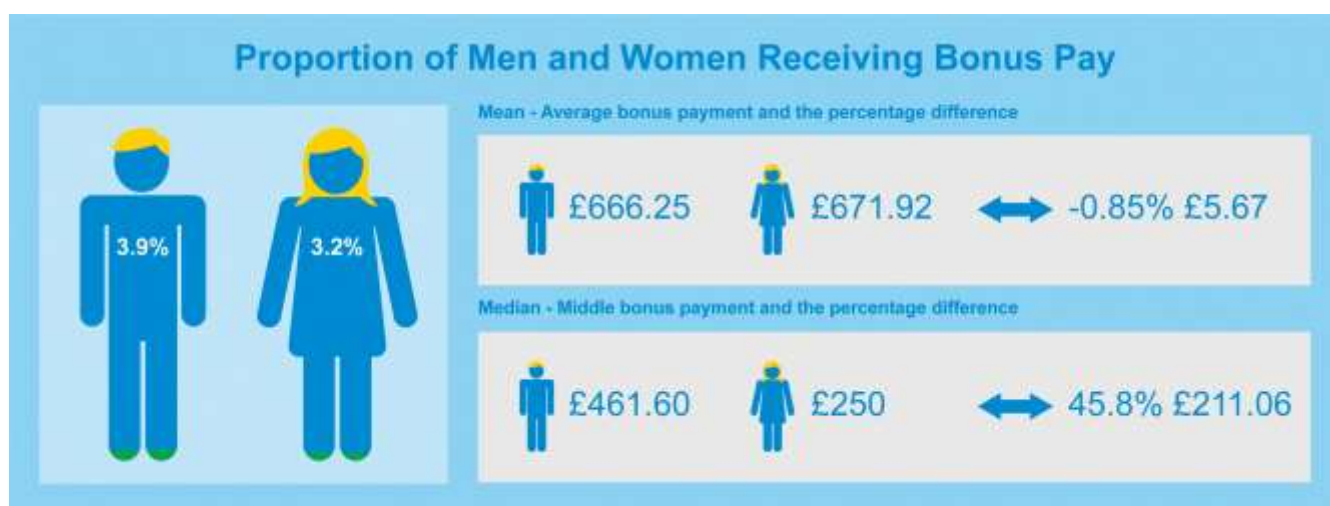 Proportion of Men and Women Receiving Bonus Pay
3.9%
3.2%
Mean - Average bonus payment and the percentage difference
£666.25
£671.92
-0.85% £5.67
Median - Middle bonus payment and the percentage difference
£461.60
£250
45.8% £211.06